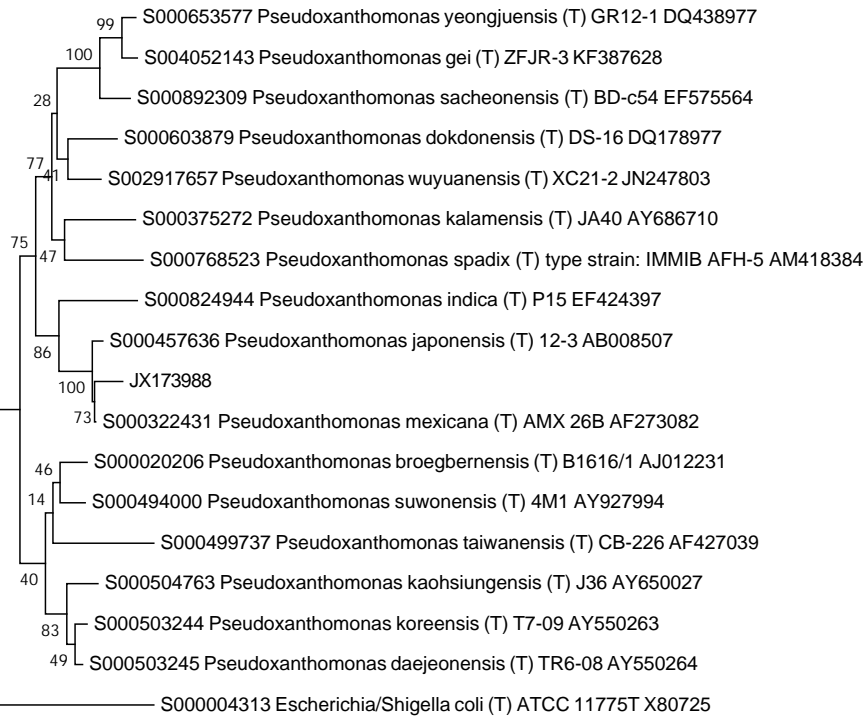 S000653577 Pseudoxanthomonas yeongjuensis (T) GR12-1 DQ438977
99
S004052143 Pseudoxanthomonas gei (T) ZFJR-3 KF387628
100
S000892309 Pseudoxanthomonas sacheonensis (T) BD-c54 EF575564
28
S000603879 Pseudoxanthomonas dokdonensis (T) DS-16 DQ178977
77
41
S002917657 Pseudoxanthomonas wuyuanensis (T) XC21-2 JN247803
S000375272 Pseudoxanthomonas kalamensis (T) JA40 AY686710
75
47
S000768523 Pseudoxanthomonas spadix (T) type strain: IMMIB AFH-5 AM418384
S000824944 Pseudoxanthomonas indica (T) P15 EF424397
S000457636 Pseudoxanthomonas japonensis (T) 12-3 AB008507
86
JX173988
100
73
S000322431 Pseudoxanthomonas mexicana (T) AMX 26B AF273082
S000020206 Pseudoxanthomonas broegbernensis (T) B1616/1 AJ012231
46
14
S000494000 Pseudoxanthomonas suwonensis (T) 4M1 AY927994
S000499737 Pseudoxanthomonas taiwanensis (T) CB-226 AF427039
40
S000504763 Pseudoxanthomonas kaohsiungensis (T) J36 AY650027
S000503244 Pseudoxanthomonas koreensis (T) T7-09 AY550263
83
49
S000503245 Pseudoxanthomonas daejeonensis (T) TR6-08 AY550264
S000004313 Escherichia/Shigella coli (T) ATCC 11775T X80725